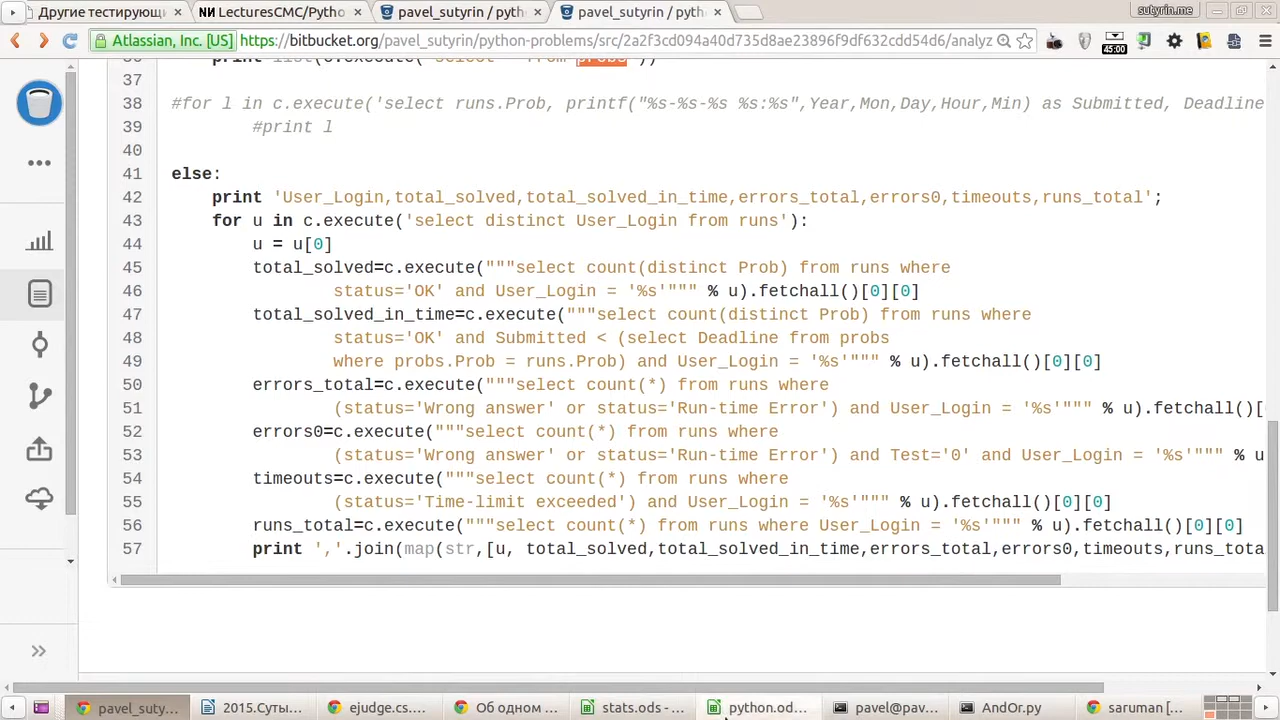 Другие тестирующи ×
ИИ LecturesCMC/Pytho ×
pavel_sutyrin / pyth ×
pavel_sutyrin / pyth ×
sutyrin.me
Atlassian, Inc. [US]
https://bitbucket.org/pavel_sutyrin/python-problems/src/2a2f3cd094a40d735d8ae23896f9df632cdd54d6/analyz
45:00
37
38 #for l in c.execute('select runs.Prob, printf("%s-%s-%s %s:%s",Year,Mon,Day,Hour,Min) as Submitted, Deadline
39 #print l
40
41 else:
42 print 'User_Login,total_solved,total_solved_in_time,errors_total,errors0,timeouts,runs_total';
43 for u in c.execute('select distinct User_Login from runs'):
44 u = u[0]
45 total_solved=c.execute("""select count(distinct Prob) from runs where
46 status='OK' and User_Login = '%s'""" % u).fetchall()[0][0]
47 total_solved_in_time=c.execute("""select count(distinct Prob) from runs where
48 status='OK' and Submitted < (select Deadline from probs
49 where probs.Prob = runs.Prob) and User_Login = '%s'""" % u).fetchall()[0][0]
50 errors_total=c.execute("""select count(*) from runs where
51 (status='Wrong answer' or status='Run-time Error') and User_Login = '%s'""" % u).fetchall()[
52 errors0=c.execute("""select count(*) from runs where
53 (status='Wrong answer' or status='Run-time Error') and Test='0' and User_Login = '%s'""" % u
54 timeouts=c.execute("""select count(*) from runs where
55 (status='Time-limit exceeded') and User_Login = '%s'""" % u).fetchall()[0][0]
56 runs_total=c.execute("""select count(*) from runs where User_Login = '%s'""" % u).fetchall()[0][0]
57 print ','.join(map(str,[u, total_solved,total_solved_in_time,errors_total,errors0,timeouts,runs_tota
pavel_suty...
2015.Суты...
ejudge.cs....
Об оп...
stats.ods - ...
python.od...
pavel@pav...
AndOr.py
saruman [...